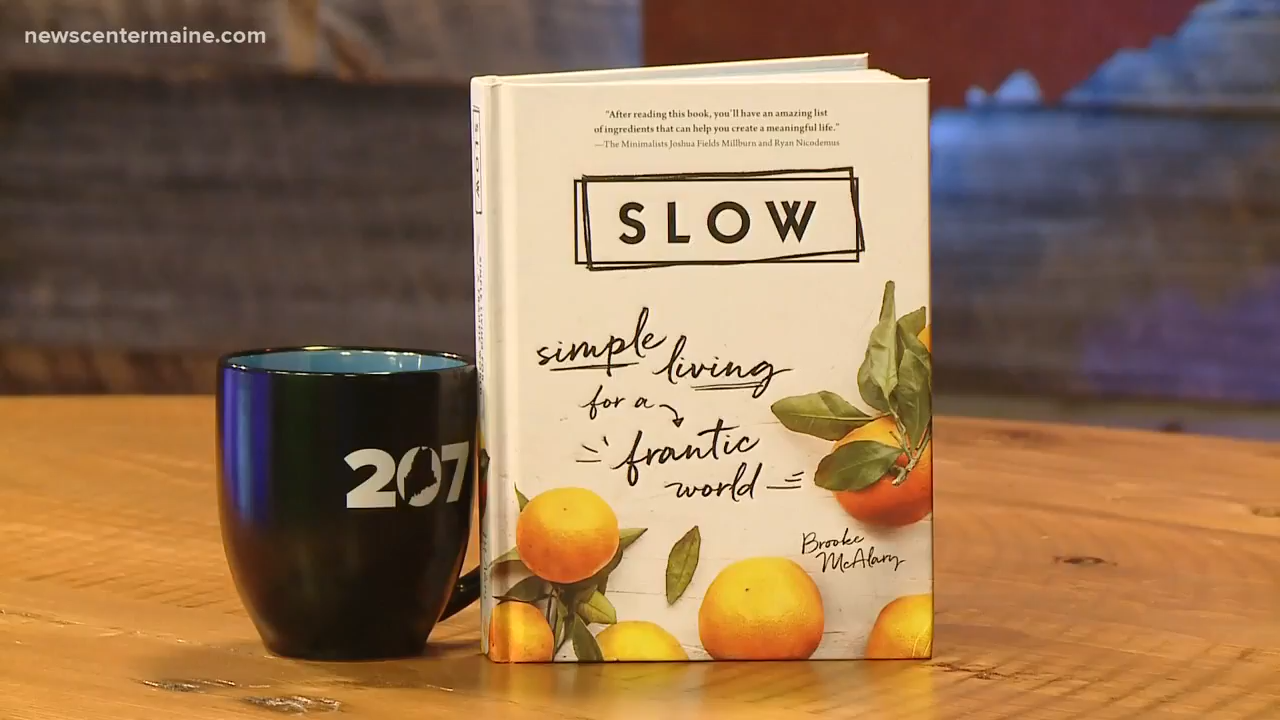 newscentermaine.com
"After reading this book, you'll have an amazing list
of ingredients that can help you create a meaningful life."
—The Minimalists Joshua Fields Millburn and Ryan Nicodemus
SLOW
simple living
for a
frantic
world
Brooke
McAlary
SLOW
207